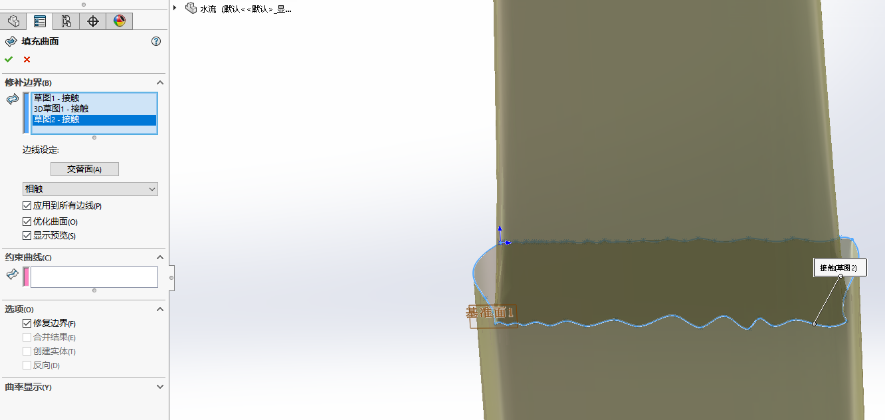 水流 (默认<<默认>_显...
填充曲面
修补边界(B)
草图1 - 接触
3D草图1 - 接触
草图2 - 接触
边线设定:
交替面(A)
相触
应用到所有边线(P)
优化曲面(O)
显示预览(S)
约束曲线(C)
选项(O)
修复边界(F)
合并结果(E)
创建实体(T)
反向(D)
曲率显示(Y)
接触(草图2)
基准面1